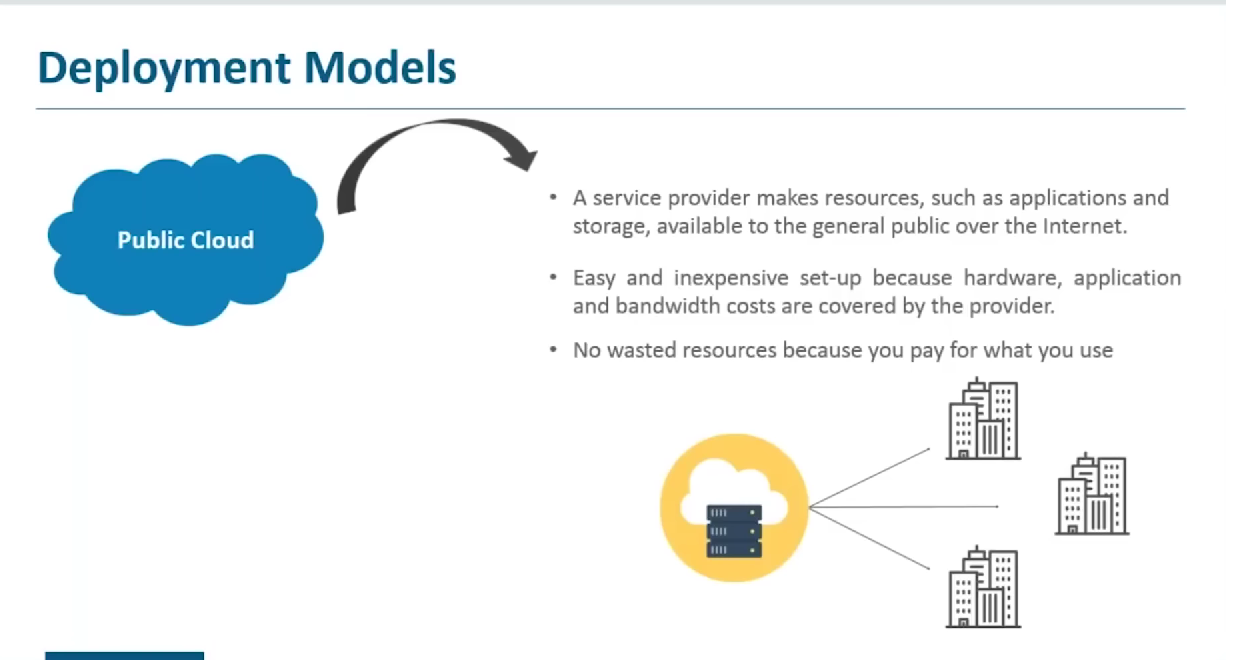 Deployment Models
Public Cloud
• A service provider makes resources, such as applications and
storage, available to the general public over the Internet.
• Easy and inexpensive set-up because hardware, application
and bandwidth costs are covered by the provider.
• No wasted resources because you pay for what you use